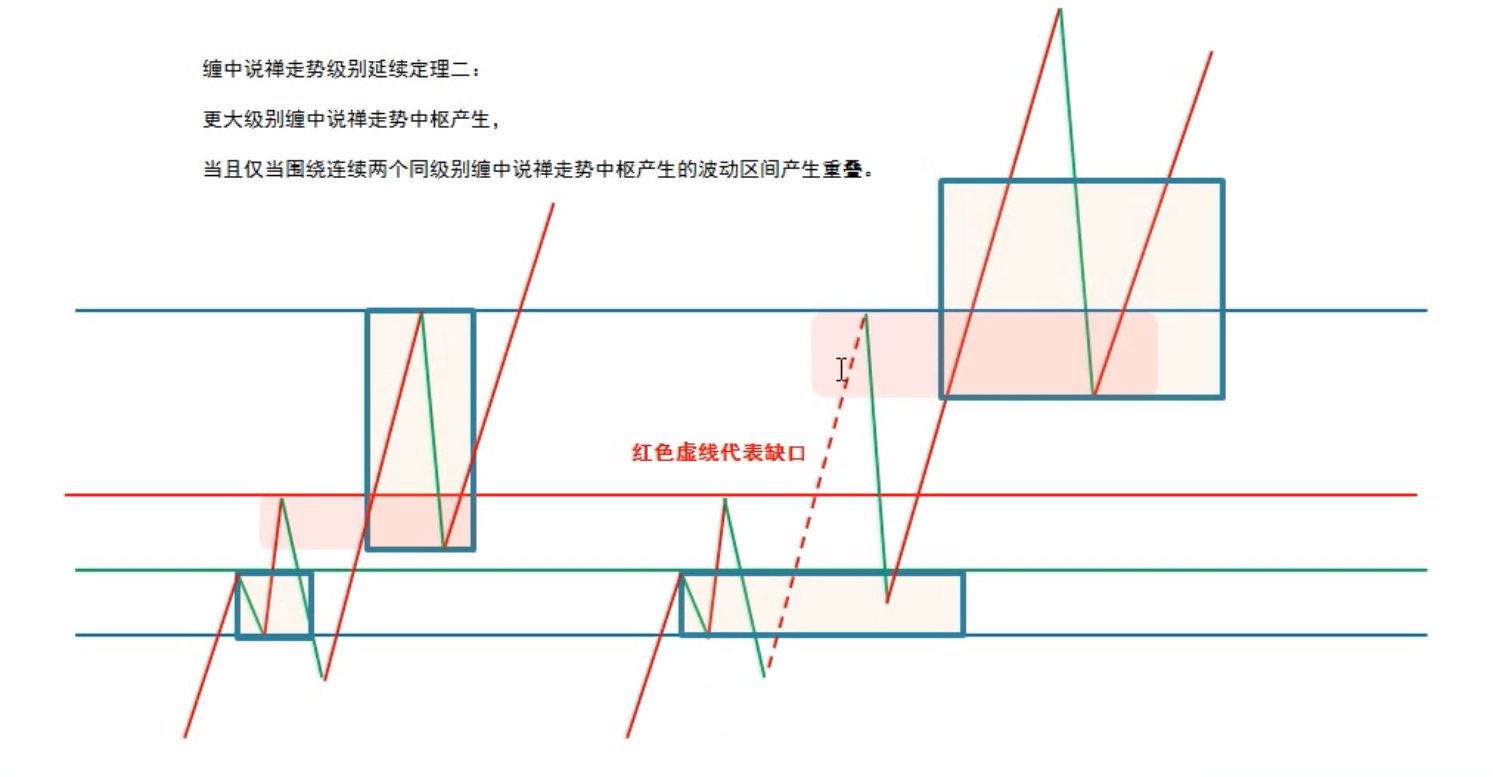 缠中说禅走势级别延续定理二：
更大级别缠中说禅走势中枢产生，
当且仅当围绕连续两个同级别缠中说禅走势中枢产生的波动区间产生重叠。
红色虚线代表缺口